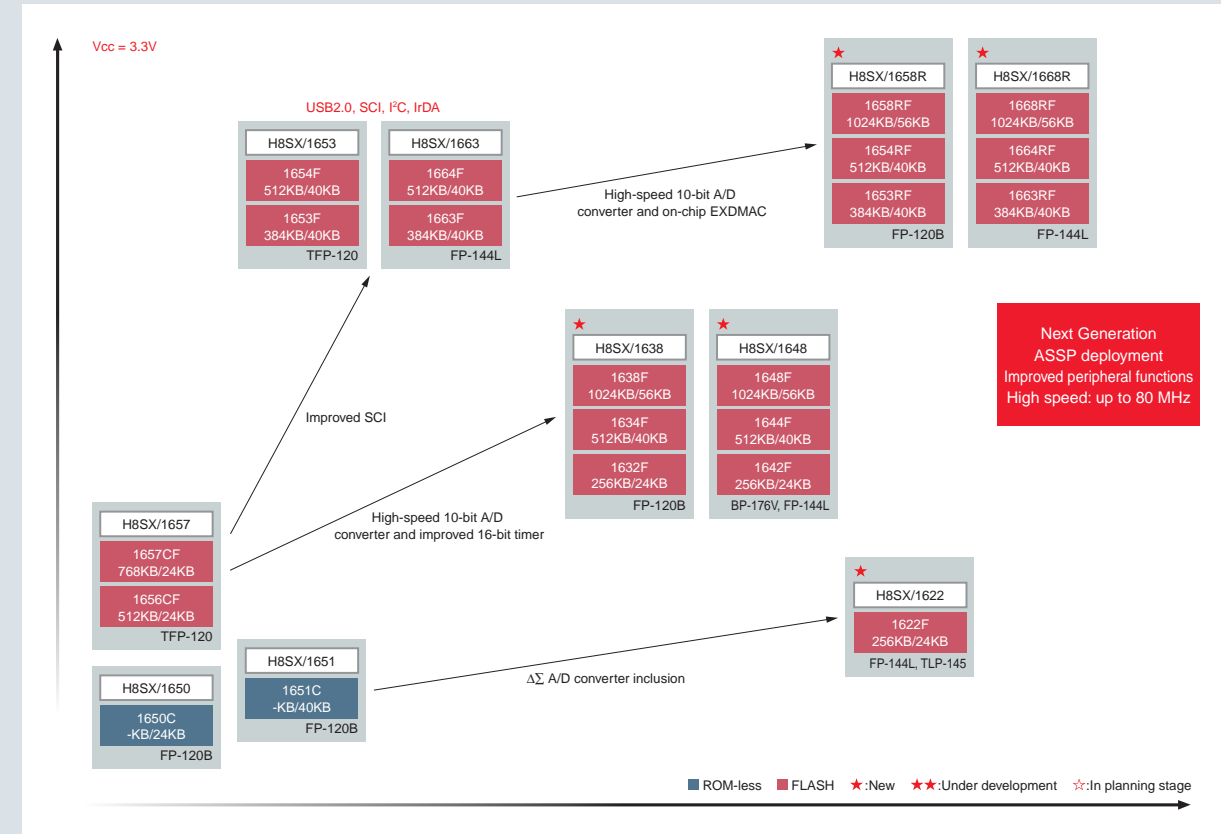 Vcc = 3.3V
USB2.0, SCI, I²C, IrDA
H8SX/1653
1654F
512KB/40KB
1653F
384KB/40KB
TFP-120
H8SX/1663
1664F
512KB/40KB
1663F
384KB/40KB
FP-144L
High-speed 10-bit A/D
converter and on-chip EXDMAC
★
H8SX/1658R
1658RF
1024KB/56KB
1654RF
512KB/40KB
1653RF
384KB/40KB
FP-120B
★
H8SX/1668R
1668RF
1024KB/56KB
1664RF
512KB/40KB
1663RF
384KB/40KB
FP-144L
Improved SCI
★
H8SX/1638
1638F
1024KB/56KB
1634F
512KB/40KB
1632F
256KB/24KB
FP-120B
★
H8SX/1648
1648F
1024KB/56KB
1644F
512KB/40KB
1642F
256KB/24KB
BP-176V, FP-144L
Next Generation
ASSP deployment
Improved peripheral functions
High speed: up to 80 MHz
H8SX/1657
1657CF
768KB/24KB
1656CF
512KB/24KB
TFP-120
High-speed 10-bit A/D
converter and improved 16-bit timer
★
H8SX/1622
1622F
256KB/24KB
FP-144L, TLP-145
H8SX/1650
1650C
-KB/24KB
FP-120B
H8SX/1651
1651C
-KB/40KB
FP-120B
ΔΣ A/D converter inclusion
ROM-less FLASH ★:New ★★:Under development ☆:In planning stage